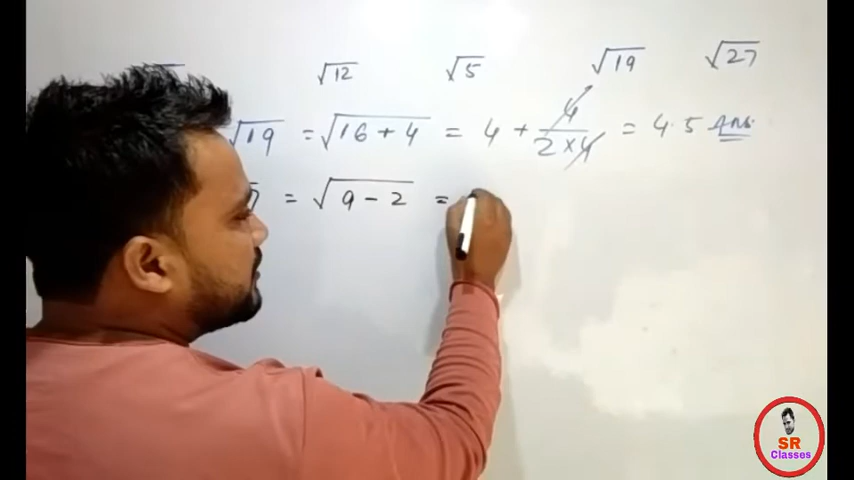 √12 √5 √19 √27
√19 = √16 + 4 = 4 + 4/2×4 = 4.5 Ans.
= √9 - 2 =
SR
Classes